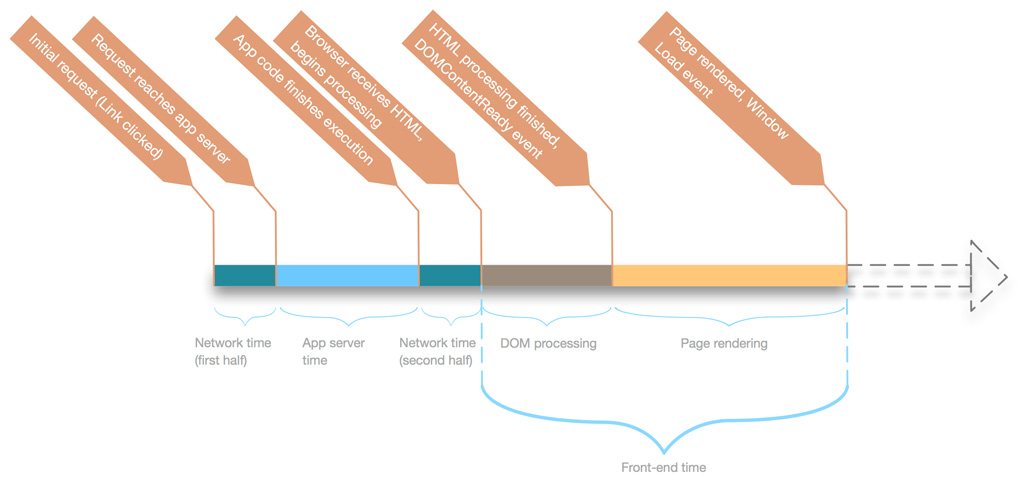 Initial request (Link clicked)
Request reaches app server
App code finishes execution
Browser receives HTML,
begins processing
HTML processing finished,
DOMContentReady event
Page rendered, Window
Load event
Network time
(first half)
App server
time
Network time
(second half)
DOM processing
Page rendering
Front-end time